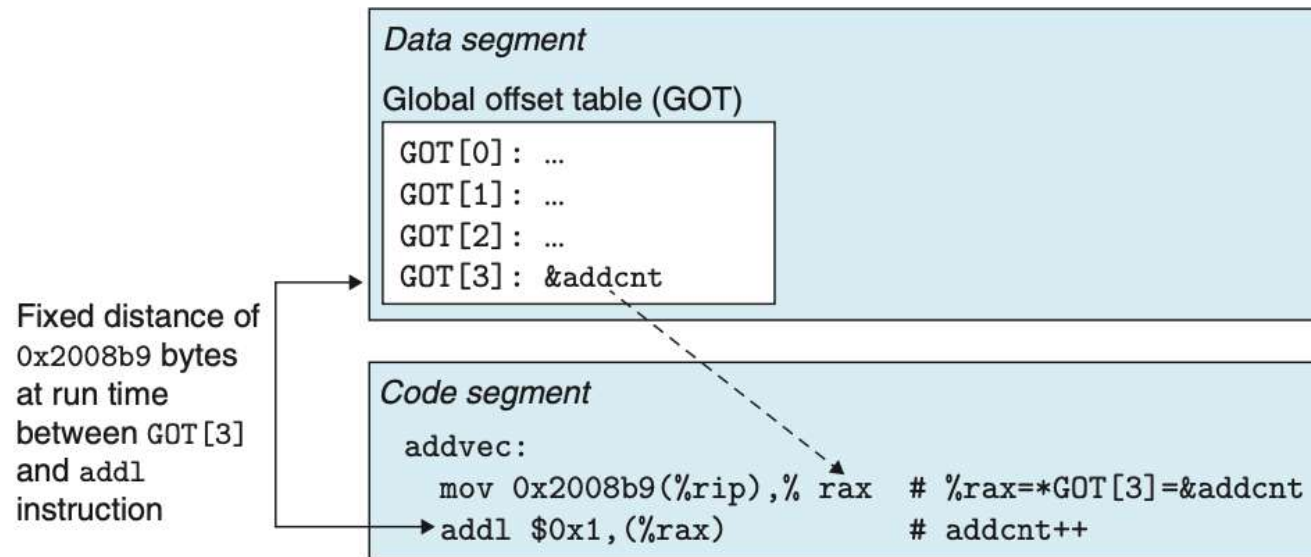 Data segment
Global offset table (GOT)
GOT[0]: …
GOT[1]: …
GOT[2]: …
GOT[3]: &addcnt
Fixed distance of
0x2008b9 bytes
at run time
between GOT[3]
and addl
instruction
Code segment
addvec:
mov 0x2008b9(%rip),% rax # %rax=*GOT[3]=&addcnt
addl $0x1,(%rax) # addcnt++